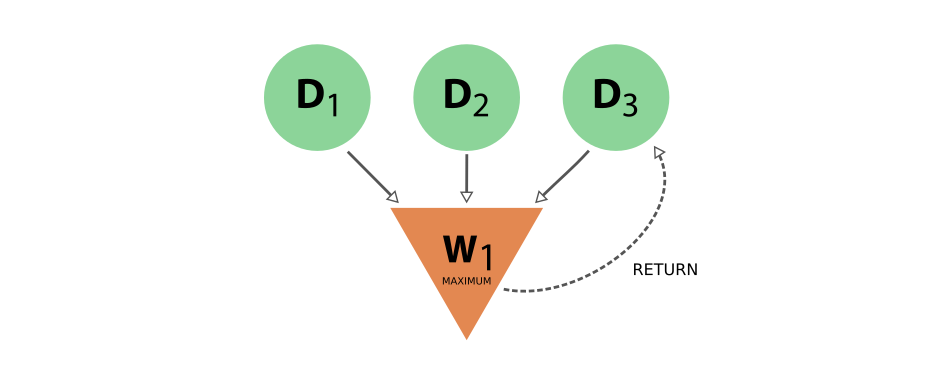 D1 D2 D3
W1
MAXIMUM
RETURN